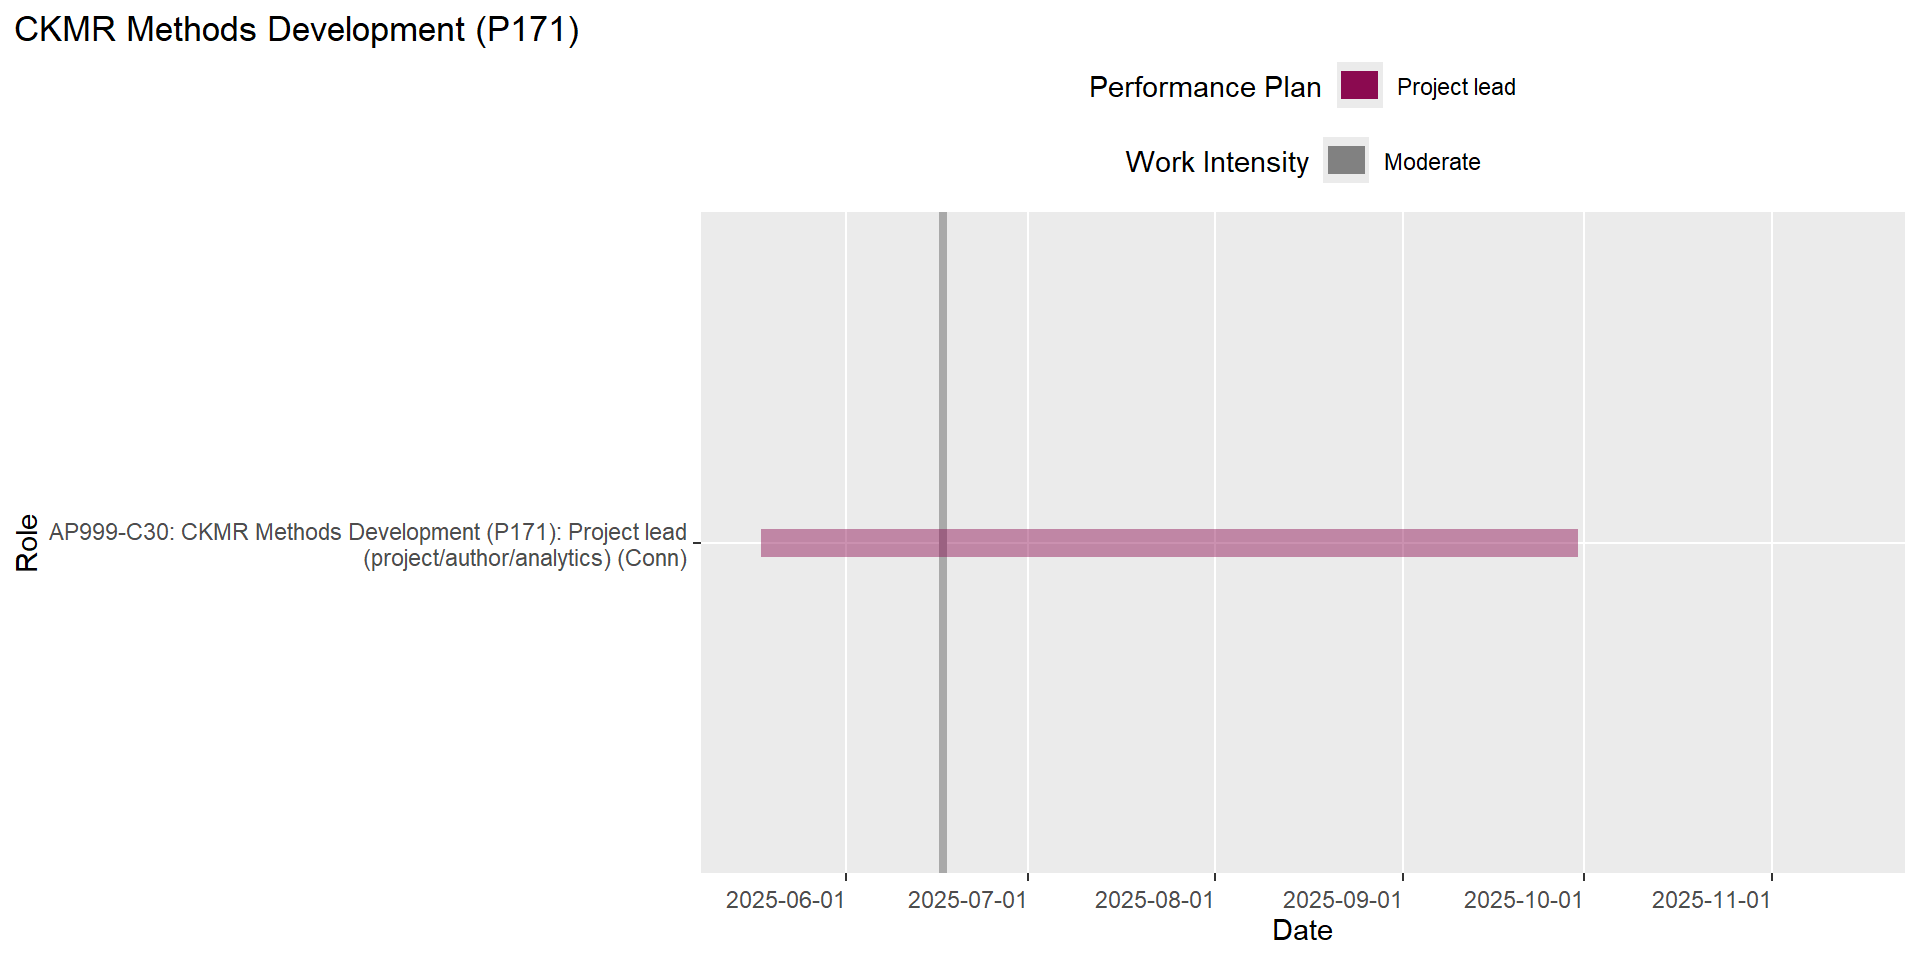 CKMR Methods Development (P171)
Performance Plan
Project lead
Work Intensity
Moderate
Role
AP999-C30: CKMR Methods Development (P171): Project lead
(project/author/analytics) (Conn)
2025-06-01
2025-07-01
2025-08-01
2025-09-01
2025-10-01
2025-11-01
Date